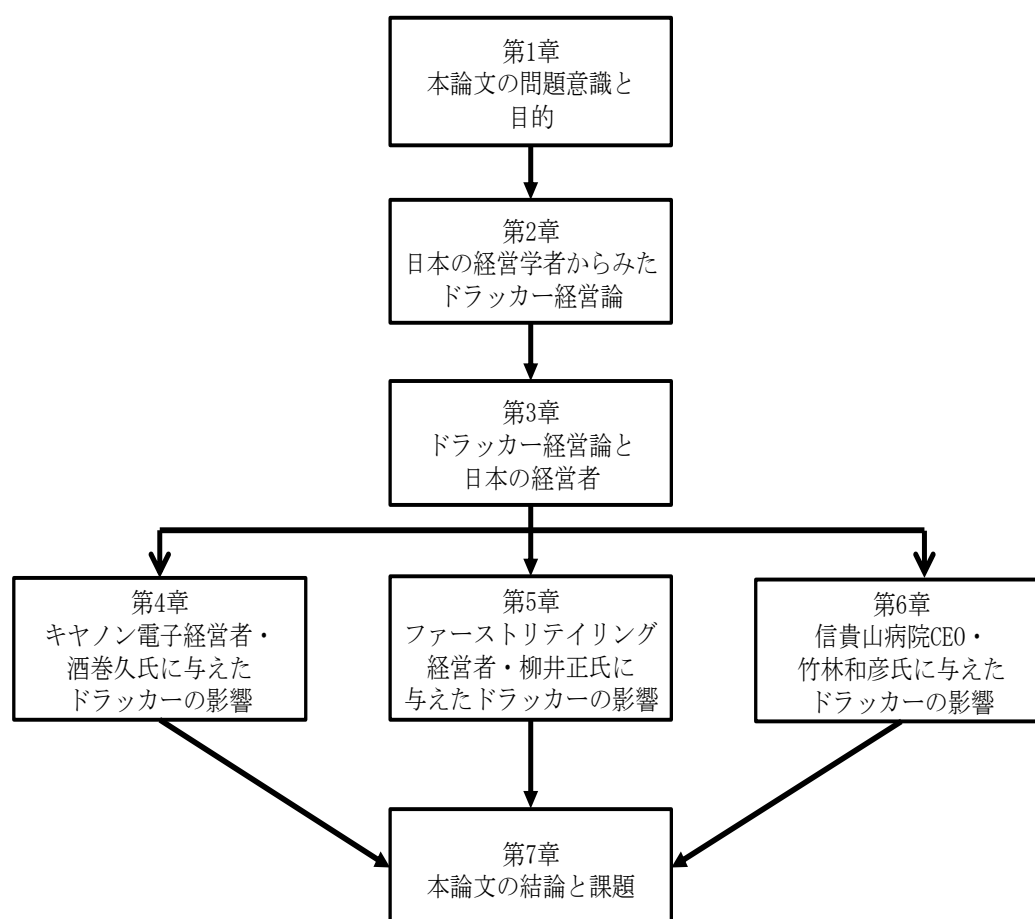 第1章
本論文の問題意識と
目的
第2章
日本の経営学者からみた
ドラッカー経営論
第3章
ドラッカー経営論と
日本の経営者
第4章
キヤノン電子経営者・
酒巻久氏に与えた
ドラッカーの影響
第5章
ファーストリテイリング
経営者・柳井正氏に
与えたドラッカーの影響
第6章
信貴山病院CEO・
竹林和彦氏に与えた
ドラッカーの影響
第7章
本論文の結論と課題